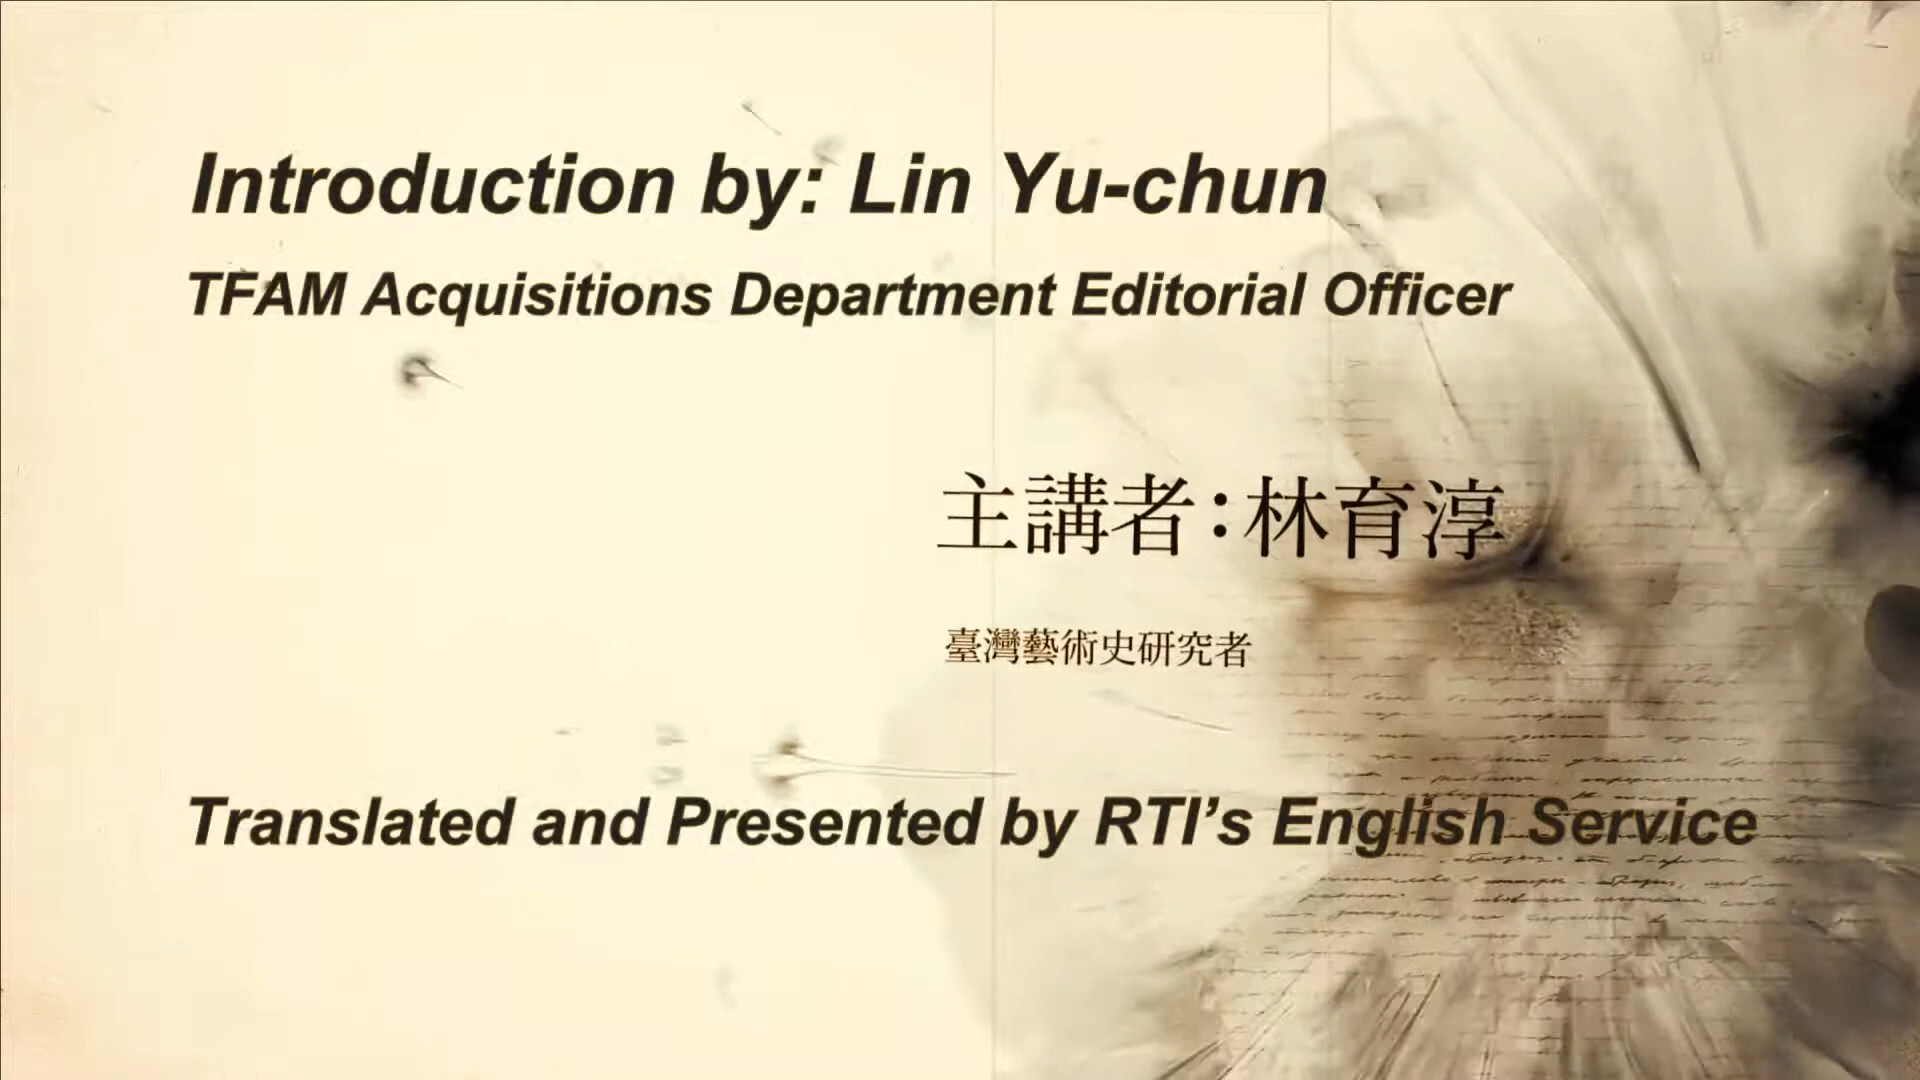 Introduction by: Lin Yu-chun
TFAM Acquisitions Department Editorial Officer
主講者：林育淳
臺灣藝術史研究者
Translated and Presented by RTI’s English Service